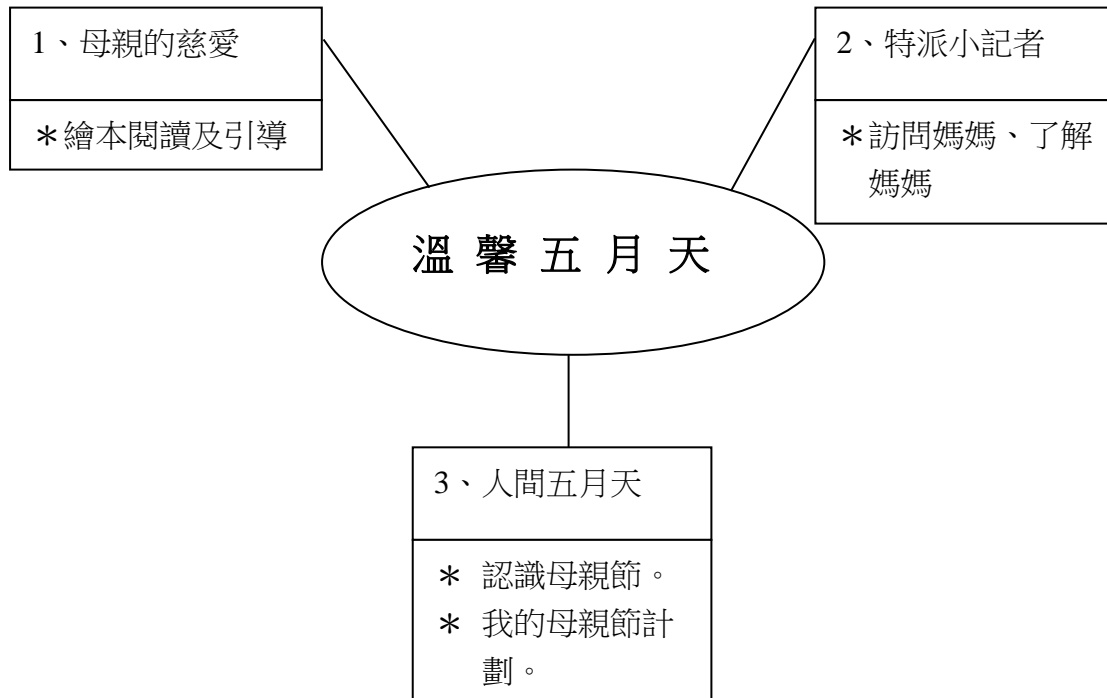 1、母親的慈愛
＊繪本閱讀及引導
2、特派小記者
＊訪問媽媽、了解
媽媽
溫 馨 五 月 天
3、人間五月天
＊ 認識母親節。
＊ 我的母親節計
劃。